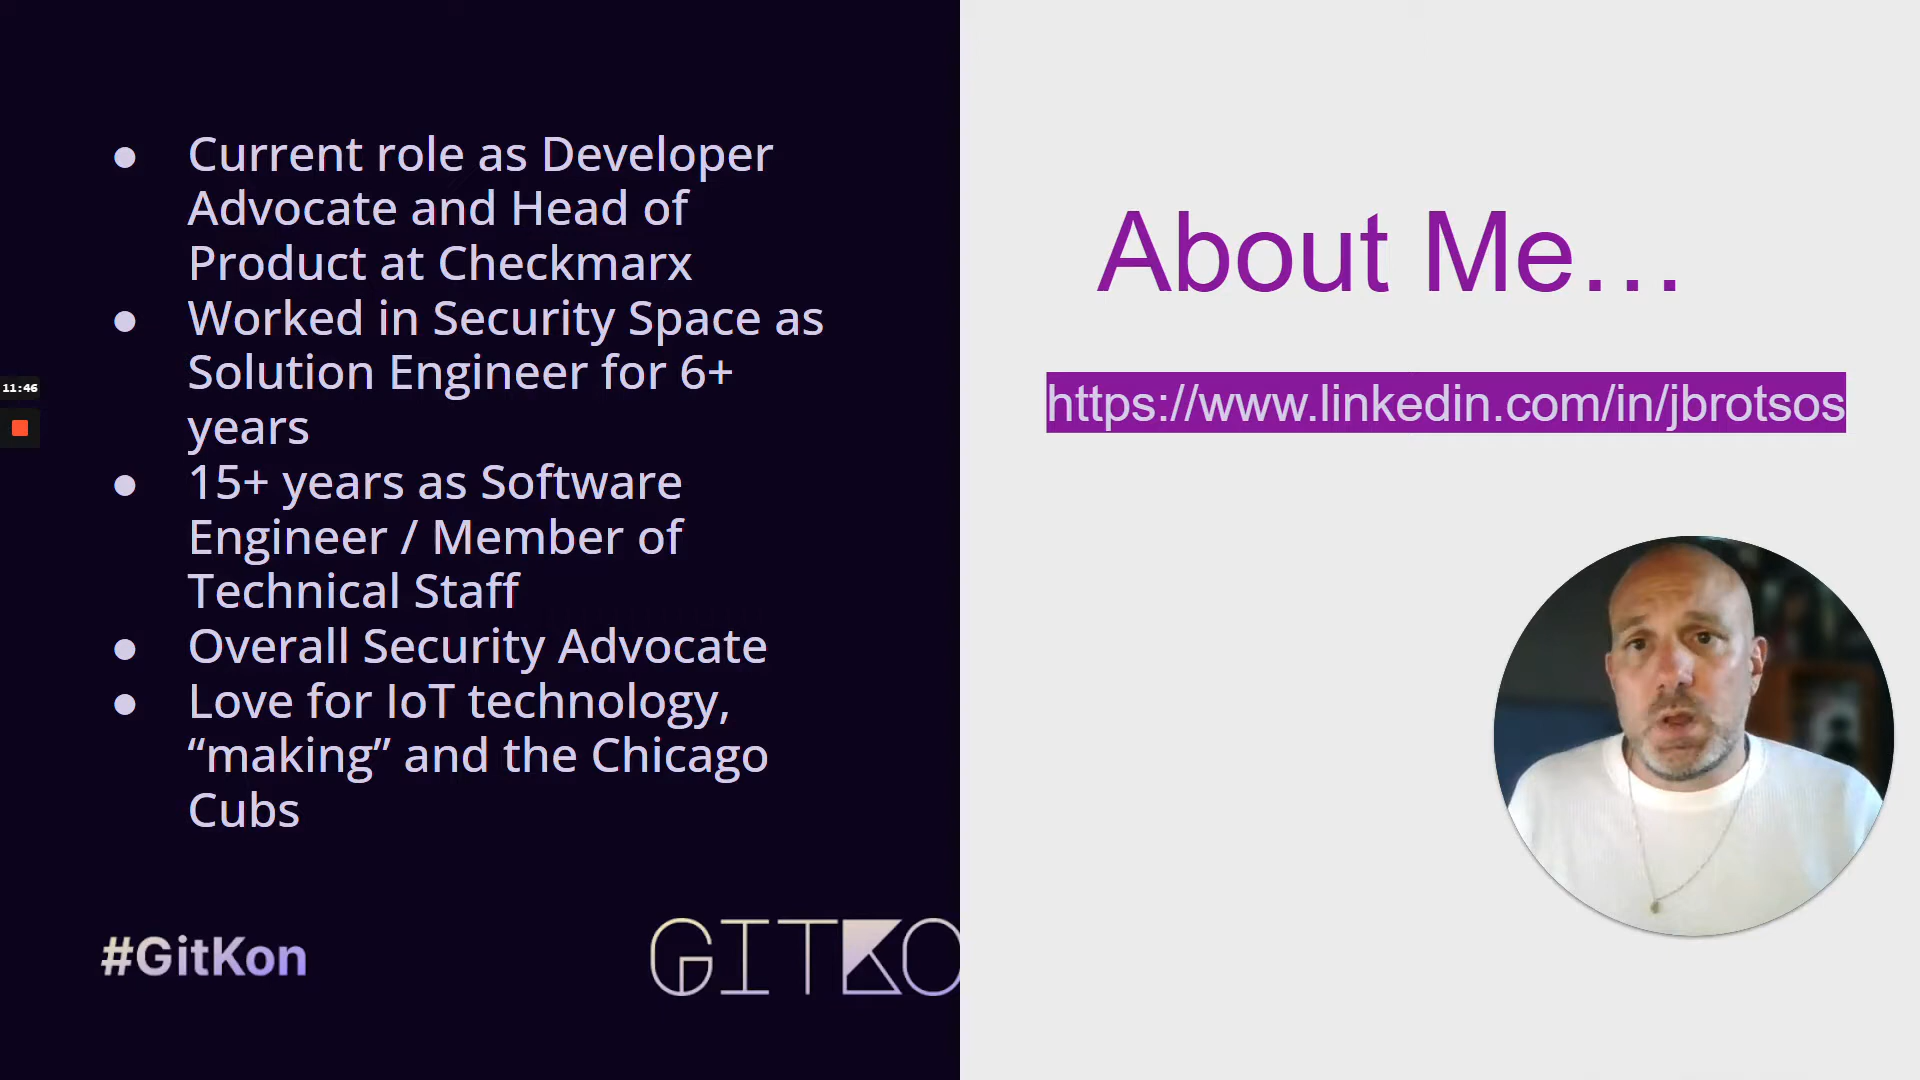 ● Current role as Developer
Advocate and Head of
Product at Checkmarx
● Worked in Security Space as
Solution Engineer for 6+
years
● 15+ years as Software
Engineer / Member of
Technical Staff
● Overall Security Advocate
● Love for IoT technology,
“making” and the Chicago
Cubs
#GitKon
GITKO
11:46
About Me...
https://www.linkedin.com/in/jbrotsos